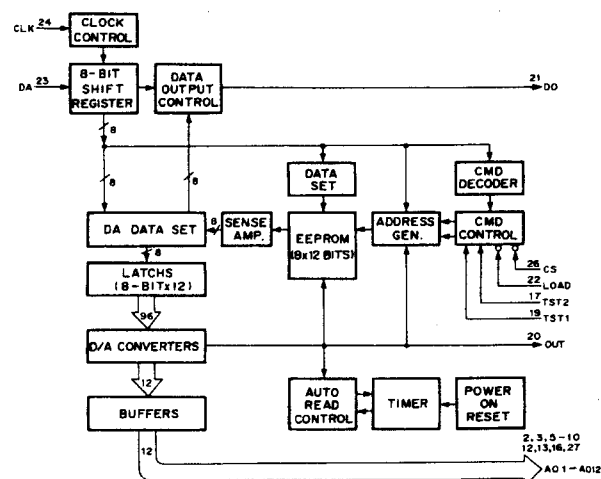 CLK 24
CLOCK
CONTROL
DA 23
8-BIT
SHIFT
REGISTER
DATA
OUTPUT
CONTROL
21
DO
8
8
8
DATA
SET
CMD
DECODER
DA DATA SET
8
SENSE
AMP.
EEPROM
(8x12 BITS)
ADDRESS
GEN.
CMD
CONTROL
8
LATCHS
(8-BITx12)
26 CS
22 LOAD
17 TST2
19 TST1
96
D/A CONVERTERS
20
OUT
12
BUFFERS
AUTO
READ
CONTROL
TIMER
POWER
ON
RESET
12
2,3,5-10
12,13,16,27
AO1-AO12